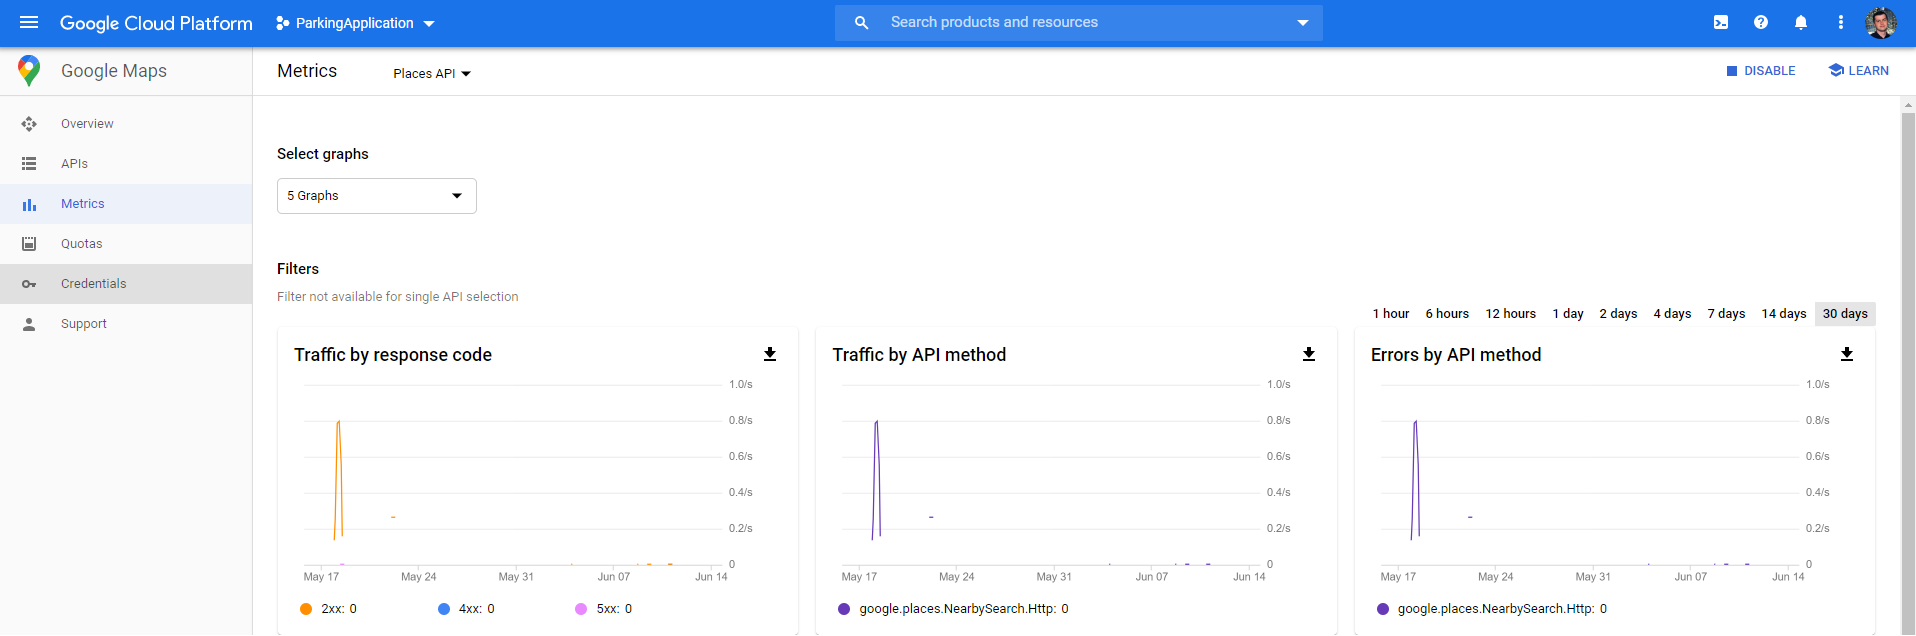 Google Cloud Platform
ParkingApplication
Search products and resources
Google Maps
Metrics
Places API
DISABLE
LEARN
Overview
APIs
Metrics
Quotas
Credentials
Support
Select graphs
5 Graphs
Filters
Filter not available for single API selection
1 hour 6 hours 12 hours 1 day 2 days 4 days 7 days 14 days 30 days
Traffic by response code
1.0/s
0.8/s
0.6/s
0.4/s
0.2/s
0
May 17 May 24 May 31 Jun 07 Jun 14
2xx: 0 4xx: 0 5xx: 0
Traffic by API method
1.0/s
0.8/s
0.6/s
0.4/s
0.2/s
0
May 17 May 24 May 31 Jun 07 Jun 14
google.places.NearbySearch.Http: 0
Errors by API method
1.0/s
0.8/s
0.6/s
0.4/s
0.2/s
0
May 17 May 24 May 31 Jun 07 Jun 14
google.places.NearbySearch.Http: 0